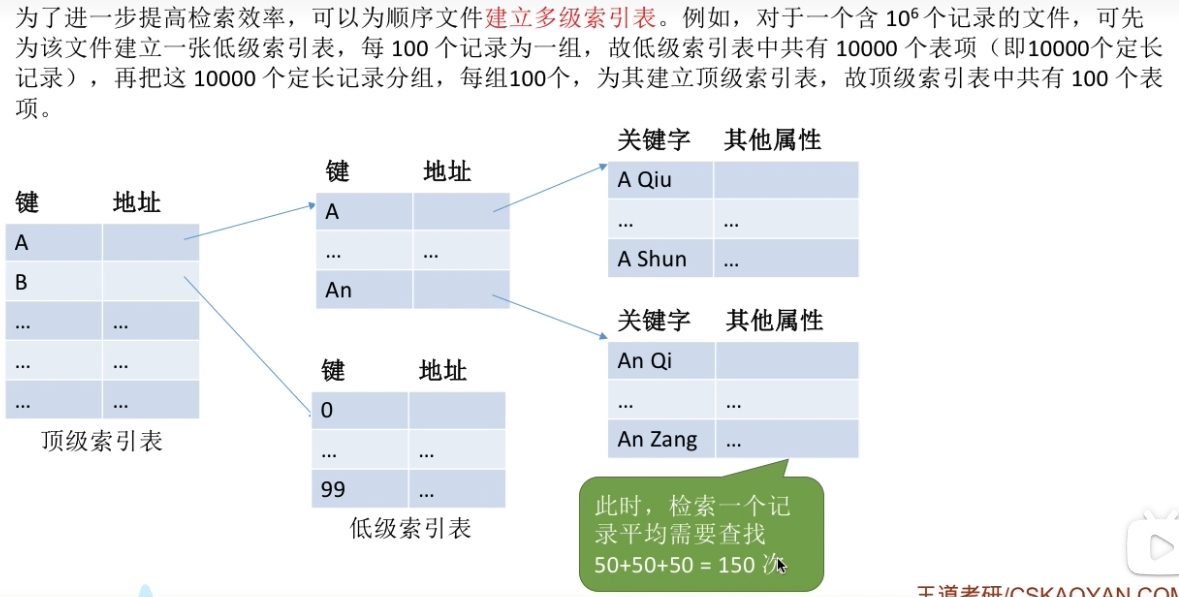 为了进一步提高检索效率，可以为顺序文件建立多级索引表。例如，对于一个含 10⁶ 个记录的文件，可先
为该文件建立一张低级索引表，每 100 个记录为一组，故低级索引表中共有 10000 个表项（即10000个定长
记录），再把这 10000 个定长记录分组，每组100个，为其建立顶级索引表，故顶级索引表中共有 100 个表
项。
键 地址
A
B
... ...
... ...
... ...
顶级索引表
键 地址
A
... ...
An
键 地址
0
... ...
99 ...
低级索引表
关键字 其他属性
A Qiu
... ...
A Shun ...
关键字 其他属性
An Qi
... ...
An Zang ...
此时，检索一个记
录平均需要查找
50+50+50 = 150 次
王道考研/CSKAOYAN.COM